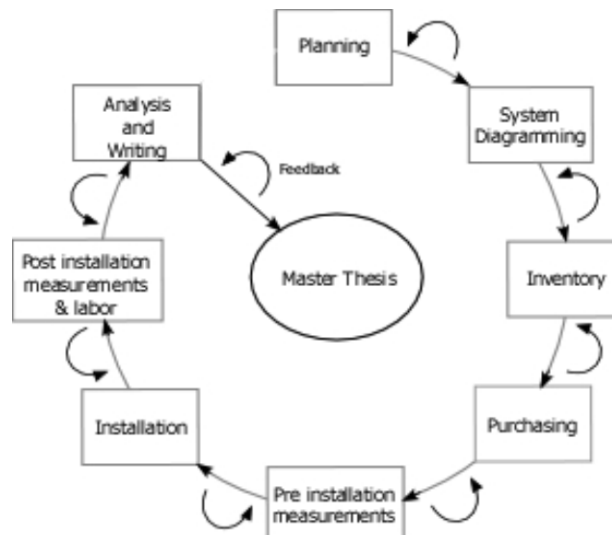 Planning
System
Diagramming
Inventory
Purchasing
Pre installation
measurements
Installation
Post installation
measurements
& labor
Analysis
and
Writing
Feedback
Master Thesis